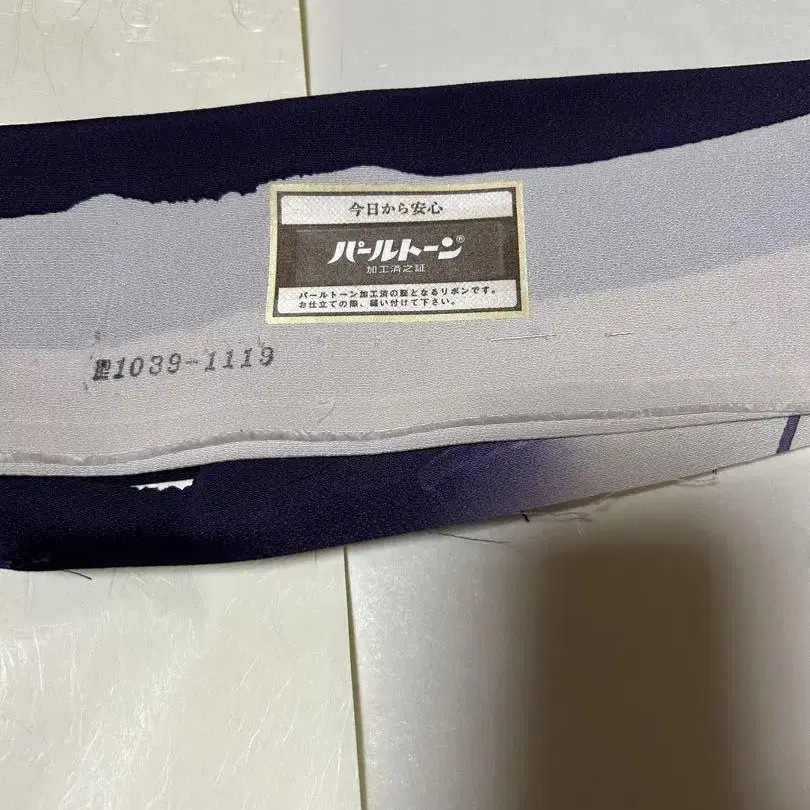 今日から安心
パールトーン®
加工済之証
パールトーン加工済の証となるリボンです。
お仕立ての際、縫い付けて下さい。
1039-1119